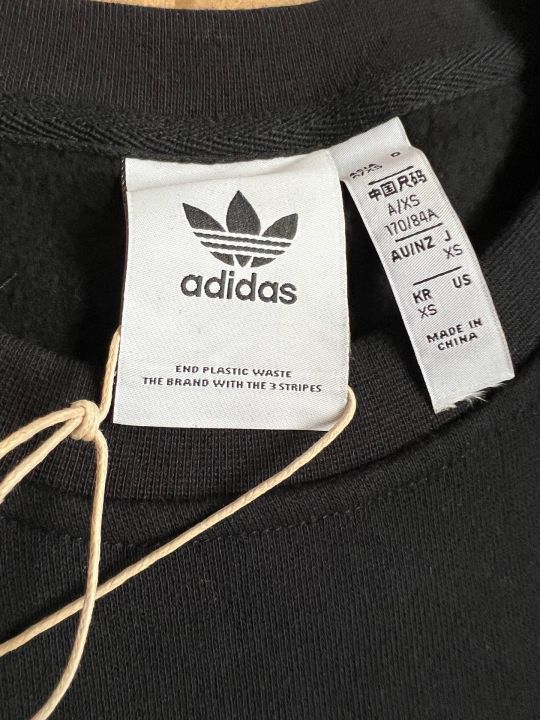 adidas
END PLASTIC WASTE
THE BRAND WITH THE 3 STRIPES
中国尺码
A/XS
170/84A
AU/NZ J
XS
KR US
XS
MADE IN
CHINA